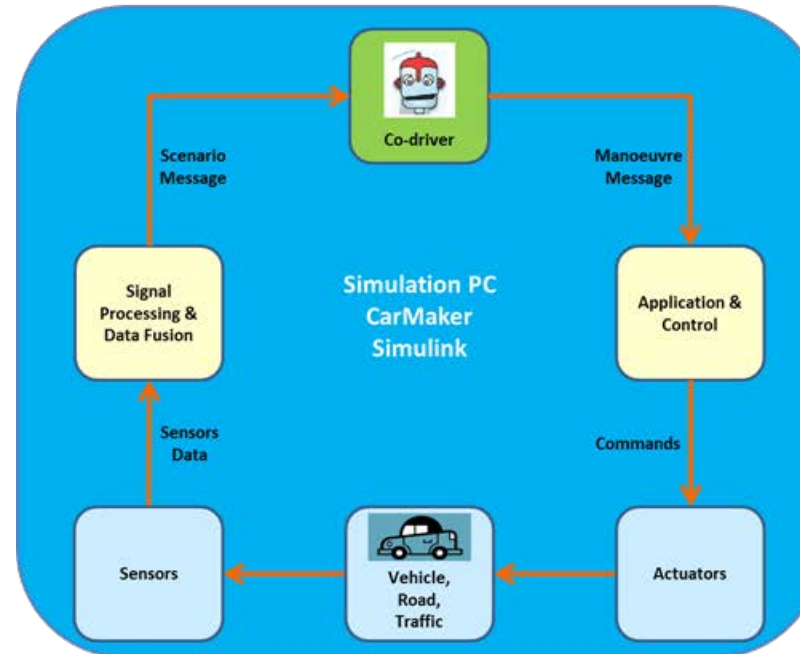 Co-driver
Scenario
Message
Manoeuvre
Message
Signal
Processing &
Data Fusion
Simulation PC
CarMaker
Simulink
Application &
Control
Sensors
Data
Commands
Sensors
Vehicle,
Road,
Traffic
Actuators